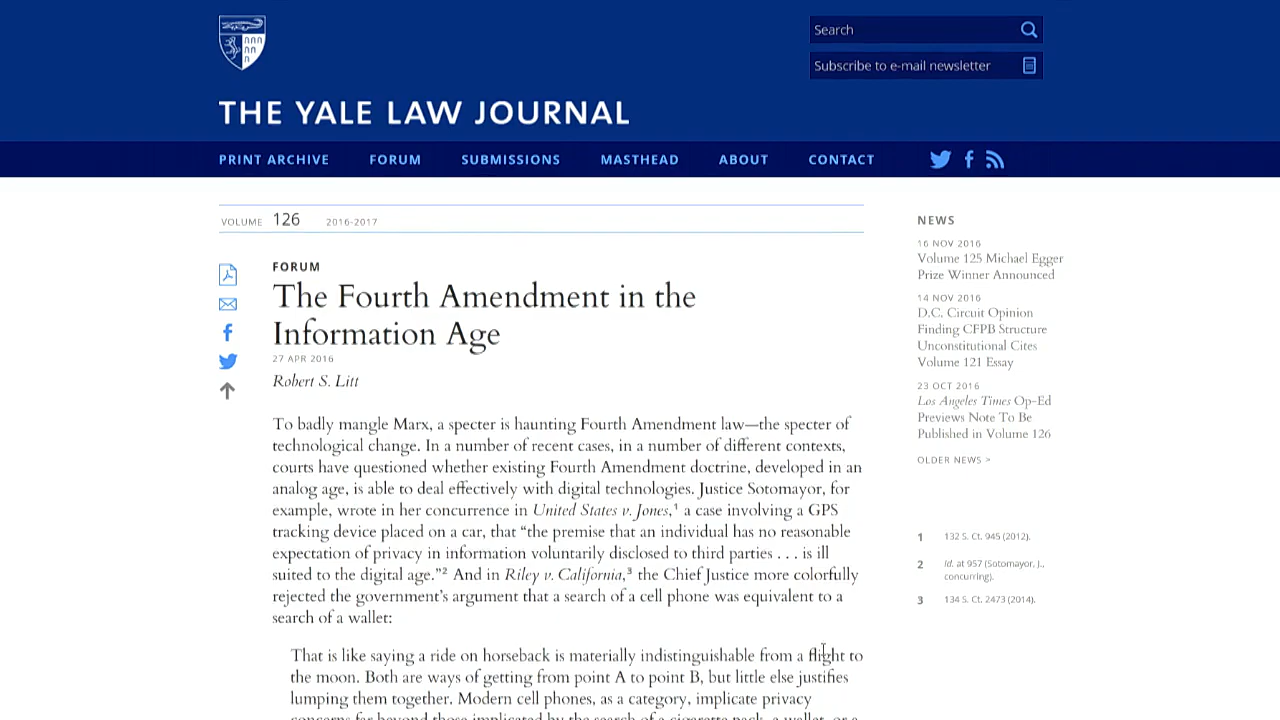 Search
Subscribe to e-mail newsletter
THE YALE LAW JOURNAL
PRINT ARCHIVE
FORUM
SUBMISSIONS
MASTHEAD
ABOUT
CONTACT
VOLUME 126 2016-2017
FORUM
The Fourth Amendment in the
Information Age
27 APR 2016
Robert S. Litt
To badly mangle Marx, a specter is haunting Fourth Amendment law—the specter of
technological change. In a number of recent cases, in a number of different contexts,
courts have questioned whether existing Fourth Amendment doctrine, developed in an
analog age, is able to deal effectively with digital technologies. Justice Sotomayor, for
example, wrote in her concurrence in United States v. Jones,¹ a case involving a GPS
tracking device placed on a car, that “the premise that an individual has no reasonable
expectation of privacy in information voluntarily disclosed to third parties . . . is ill
suited to the digital age.”² And in Riley v. California,³ the Chief Justice more colorfully
rejected the government’s argument that a search of a cell phone was equivalent to a
search of a wallet:
That is like saying a ride on horseback is materially indistinguishable from a flight to
the moon. Both are ways of getting from point A to point B, but little else justifies
lumping them together. Modern cell phones, as a category, implicate privacy
concerns far beyond those implicated by the search of a cigarette pack, a wallet, or a
NEWS
16 NOV 2016
Volume 125 Michael Egger
Prize Winner Announced
14 NOV 2016
D.C. Circuit Opinion
Finding CFPB Structure
Unconstitutional Cites
Volume 121 Essay
23 OCT 2016
Los Angeles Times Op-Ed
Previews Note To Be
Published in Volume 126
OLDER NEWS >
1 132 S. Ct. 945 (2012).
2 Id. at 957 (Sotomayor, J.,
concurring).
3 134 S. Ct. 2473 (2014).